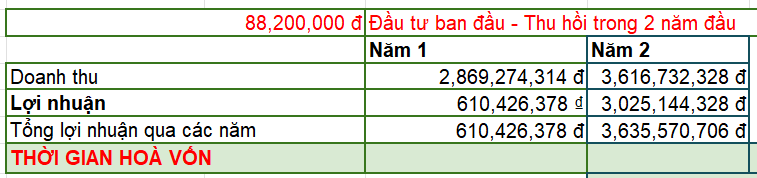 88,200,000 đ Đầu tư ban đầu - Thu hồi trong 2 năm đầu
Năm 1 Năm 2
Doanh thu 2,869,274,314 đ 3,616,732,328 đ
Lợi nhuận 610,426,378 ₫ 3,025,144,328 đ
Tổng lợi nhuận qua các năm 610,426,378 đ 3,635,570,706 đ
THỜI GIAN HOÀ VỐN